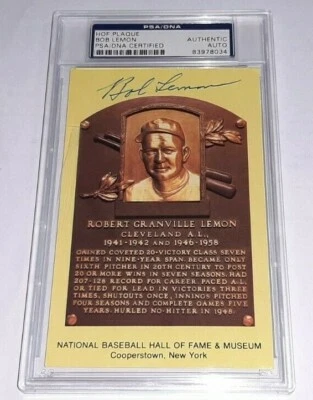 PSA/DNA
HOF PLAQUE
BOB LEMON
PSA/DNA CERTIFIED
AUTHENTIC
AUTO
83978034
Bob Lemon
ROBERT GRANVILLE LEMON
CLEVELAND A.L.,
1941-1942 AND 1946-1958
GAINED COVETED 20-VICTORY CLASS SEVEN
TIMES IN NINE-YEAR SPAN. BECAME ONLY
SIXTH PITCHER IN 20TH CENTURY TO POST
20 OR MORE WINS IN SEVEN SEASONS. HAD
207-128 RECORD FOR CAREER. PACED A.L.
OR TIED FOR LEAD IN VICTORIES THREE
TIMES, SHUTOUTS ONCE, INNINGS PITCHED
FOUR SEASONS AND COMPLETE GAMES FIVE
YEARS. HURLED NO-HITTER IN 1948.
NATIONAL BASEBALL HALL OF FAME & MUSEUM
Cooperstown, New York